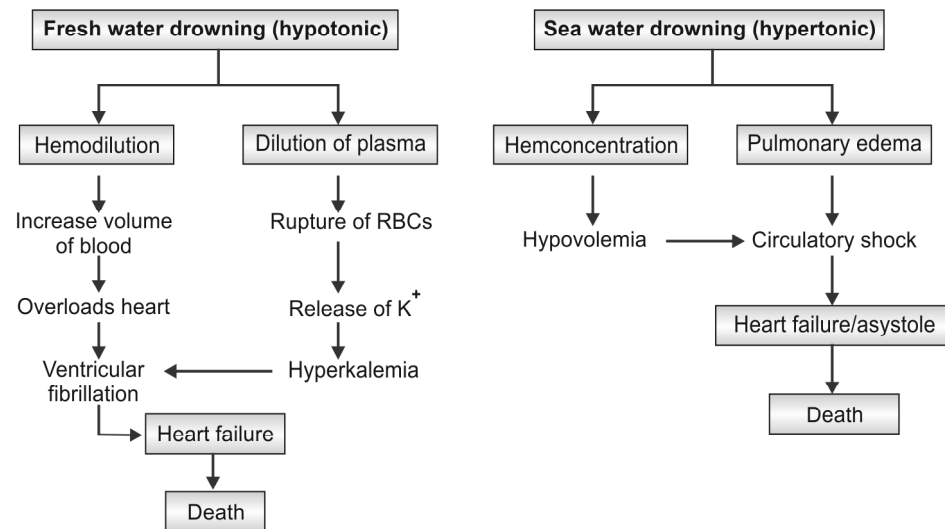 Fresh water drowning (hypotonic)
Hemodilution
Dilution of plasma
Increase volume
of blood
Rupture of RBCs
Overloads heart
Release of K+
Ventricular
fibrillation
Hyperkalemia
Heart failure
Death
Sea water drowning (hypertonic)
Hemconcentration
Pulmonary edema
Hypovolemia
Circulatory shock
Heart failure/asystole
Death